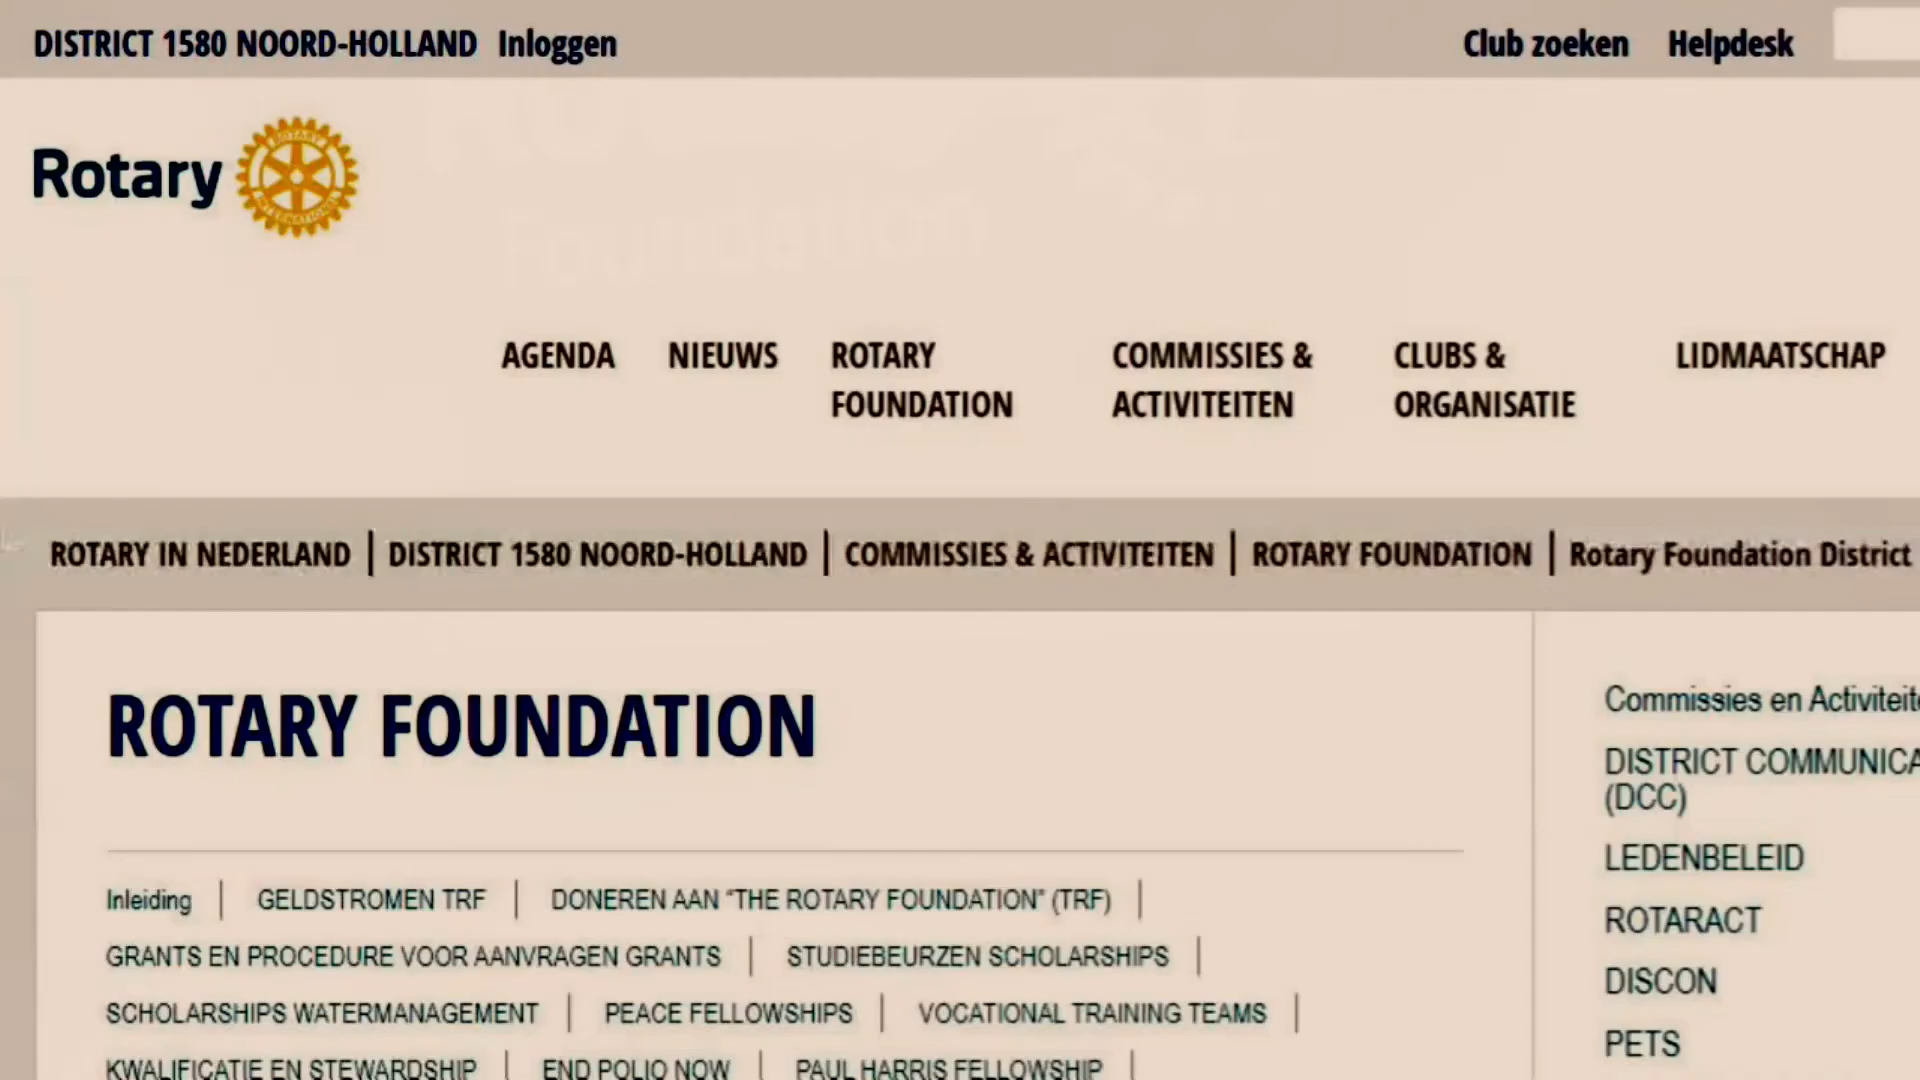 DISTRICT 1580 NOORD-HOLLAND Inloggen Club zoeken Helpdesk
Rotary
ROTARY INTERNATIONAL
AGENDA NIEUWS ROTARY FOUNDATION COMMISSIES & ACTIVITEITEN CLUBS & ORGANISATIE LIDMAATSCHAP
ROTARY IN NEDERLAND | DISTRICT 1580 NOORD-HOLLAND | COMMISSIES & ACTIVITEITEN | ROTARY FOUNDATION | Rotary Foundation District
ROTARY FOUNDATION
Inleiding | GELDSTROMEN TRF | DONEREN AAN “THE ROTARY FOUNDATION” (TRF) |
GRANTS EN PROCEDURE VOOR AANVRAGEN GRANTS | STUDIEBEURZEN SCHOLARSHIPS |
SCHOLARSHIPS WATERMANAGEMENT | PEACE FELLOWSHIPS | VOCATIONAL TRAINING TEAMS |
KWALIFICATIE EN STEWARDSHIP | END POLIO NOW | PAUL HARRIS FELLOWSHIP |
Commissies en Activiteite
DISTRICT COMMUNICA
(DCC)
LEDENBELEID
ROTARACT
DISCON
PETS